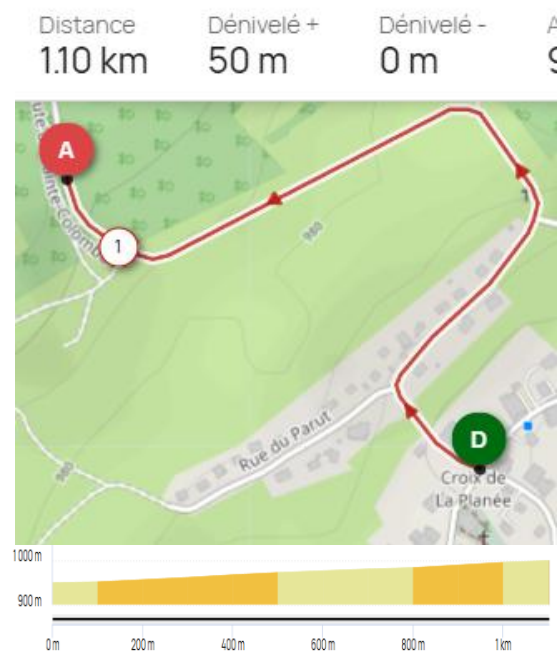 Distance Dénivelé + Dénivelé -
1.10 km 50 m 0 m
A
1
980
1
D
Rue du Parut
980
Croix de
La Planée
1000 m
900 m
0 m 200 m 400 m 600 m 800 m 1 km